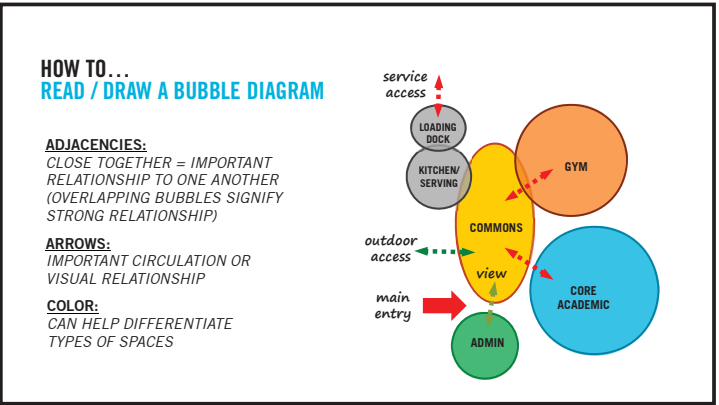 HOW TO...
READ / DRAW A BUBBLE DIAGRAM
ADJACENCIES:
CLOSE TOGETHER = IMPORTANT
RELATIONSHIP TO ONE ANOTHER
(OVERLAPPING BUBBLES SIGNIFY
STRONG RELATIONSHIP)
ARROWS:
IMPORTANT CIRCULATION OR
VISUAL RELATIONSHIP
COLOR:
CAN HELP DIFFERENTIATE
TYPES OF SPACES
service
access
LOADING
DOCK
KITCHEN/
SERVING
GYM
COMMONS
outdoor
access
view
main
entry
CORE
ACADEMIC
ADMIN